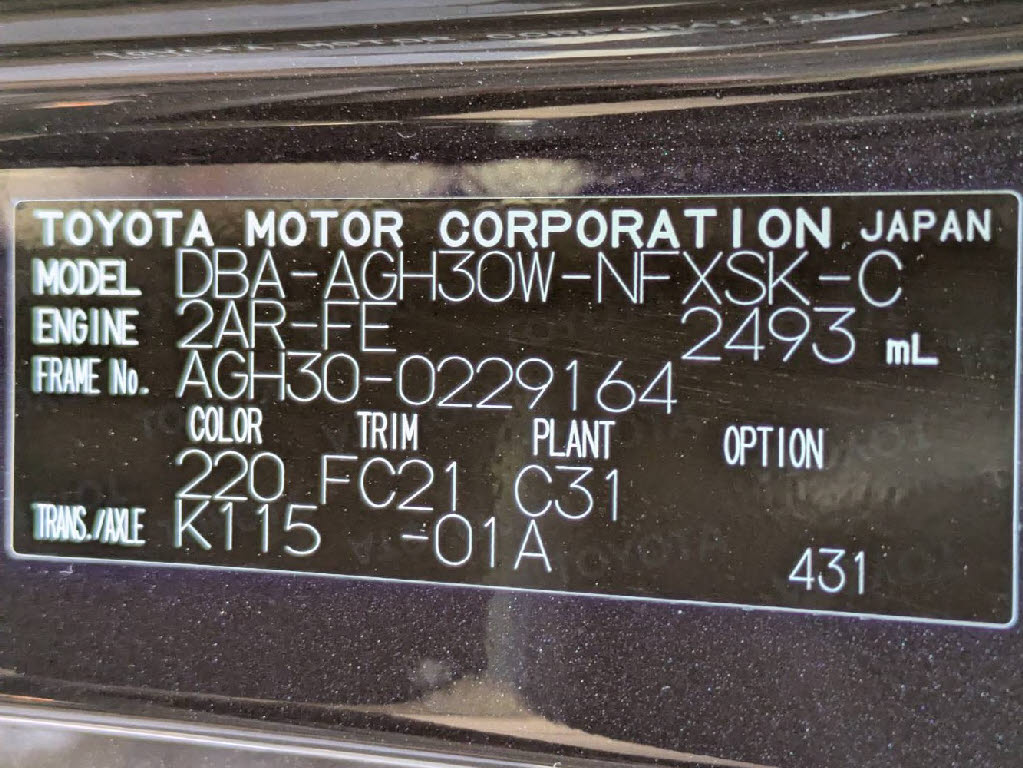 TOYOTA MOTOR CORPORATION JAPAN
MODEL DBA-AGH30W-NFXSK-C
ENGINE 2AR-FE 2493 mL
FRAME No. AGH30-0229164
COLOR TRIM PLANT OPTION
220 FC21 C31
TRANS./AXLE K115 -01A 431